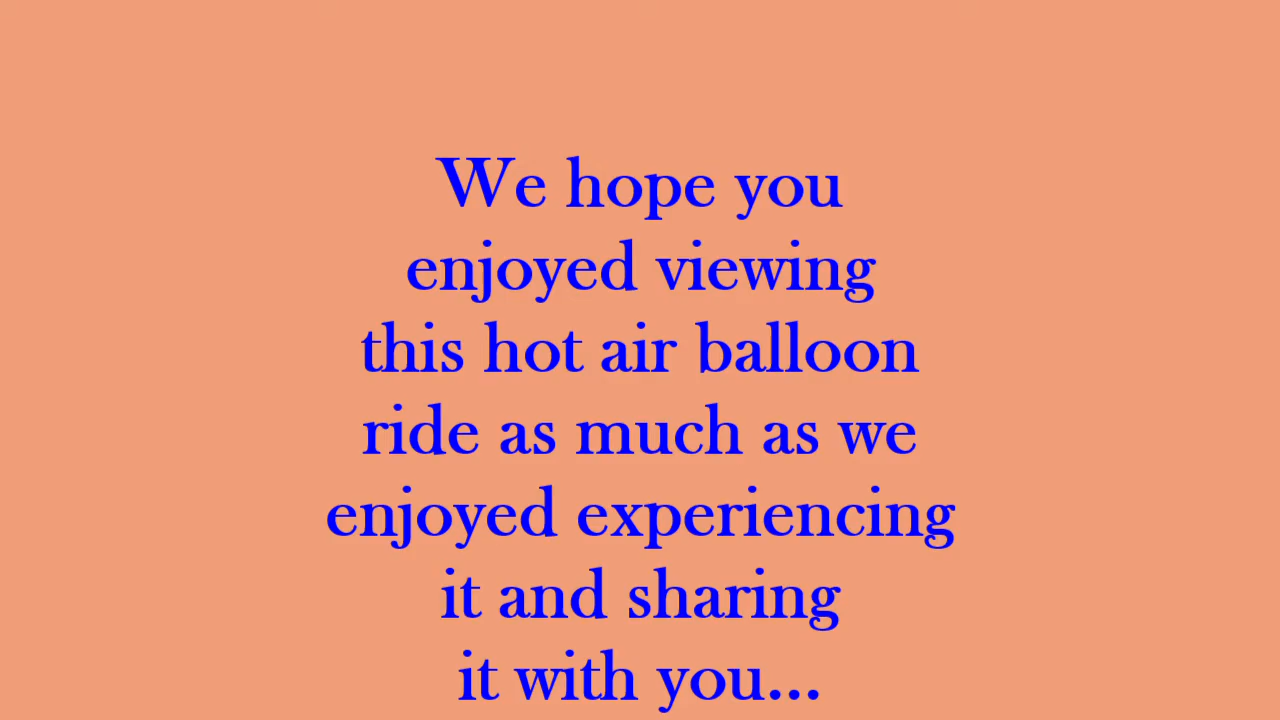 We hope you
enjoyed viewing
this hot air balloon
ride as much as we
enjoyed experiencing
it and sharing
it with you...